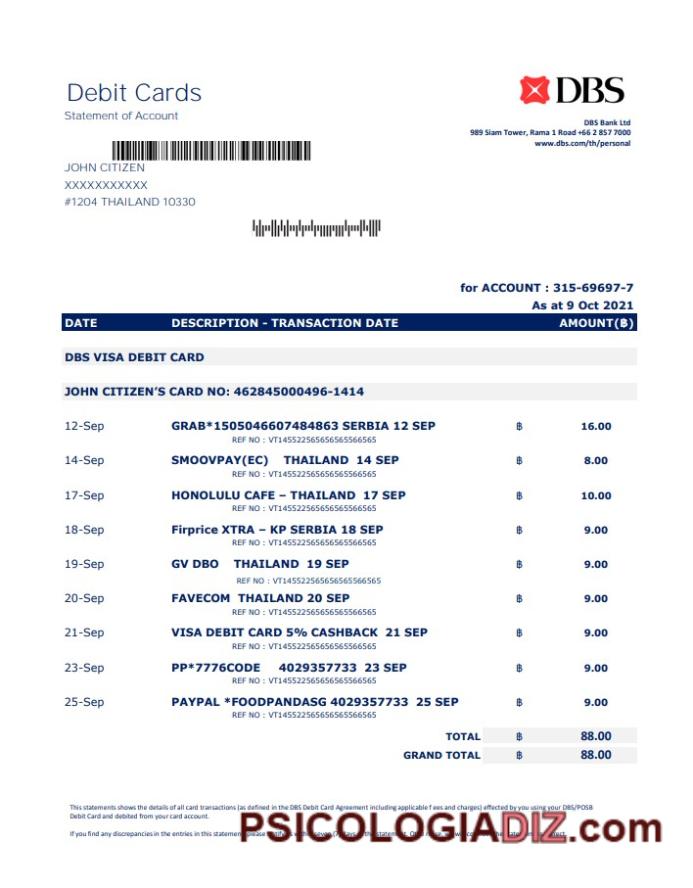 Debit Cards
Statement of Account
DBS
DBS Bank Ltd
989 Siam Tower, Rama 1 Road +66 2 857 7000
www.dbs.com/th/personal
JOHN CITIZEN
XXXXXXXXXXX
#1204 THAILAND 10330
for ACCOUNT : 315-69697-7
As at 9 Oct 2021
DATE DESCRIPTION - TRANSACTION DATE AMOUNT(฿)
DBS VISA DEBIT CARD
JOHN CITIZEN'S CARD NO: 462845000496-1414
12-Sep GRAB*1505046607484863 SERBIA 12 SEP ฿ 16.00
REF NO : VT145522565656565566565
14-Sep SMOOVPAY(EC) THAILAND 14 SEP ฿ 8.00
REF NO : VT145522565656565566565
17-Sep HONOLULU CAFE – THAILAND 17 SEP ฿ 10.00
REF NO : VT145522565656565566565
18-Sep Firprice XTRA – KP SERBIA 18 SEP ฿ 9.00
REF NO : VT145522565656565566565
19-Sep GV DBO THAILAND 19 SEP ฿ 9.00
REF NO : VT145522565656565566565
20-Sep FAVECOM THAILAND 20 SEP ฿ 9.00
REF NO : VT145522565656565566565
21-Sep VISA DEBIT CARD 5% CASHBACK 21 SEP ฿ 9.00
REF NO : VT145522565656565566565
23-Sep PP*7776CODE 4029357733 23 SEP ฿ 9.00
REF NO : VT145522565656565566565
25-Sep PAYPAL *FOODPANDASG 4029357733 25 SEP ฿ 9.00
REF NO : VT145522565656565566565
TOTAL ฿ 88.00
GRAND TOTAL ฿ 88.00
This statements shows the details of all card transactions (as defined in the DBS Debit Card Agreement including applicable fees and charges) effected by you using your DBS/POSB
Debit Card and debited from your card account.
If you find any discrepancies in the entries in this statement, please
PSICOLOGIADIZ.com